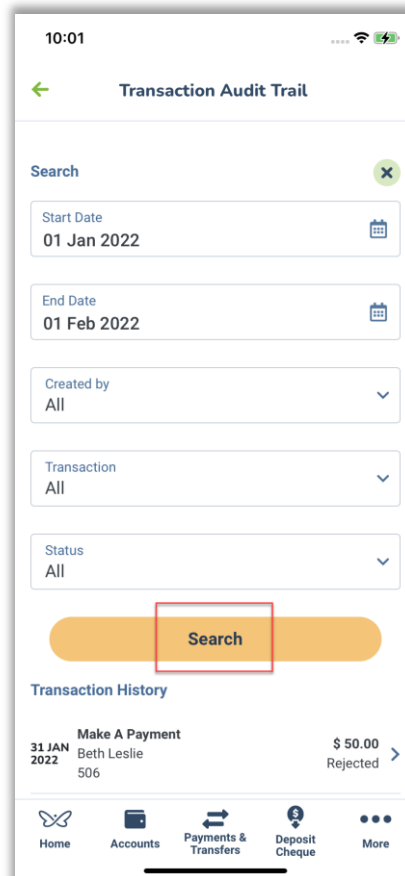 10:01
Transaction Audit Trail
Search
Start Date
01 Jan 2022
End Date
01 Feb 2022
Created by
All
Transaction
All
Status
All
Search
Transaction History
31 JAN
2022
Make A Payment
Beth Leslie
506
$ 50.00
Rejected
Home
Accounts
Payments &
Transfers
Deposit
Cheque
More